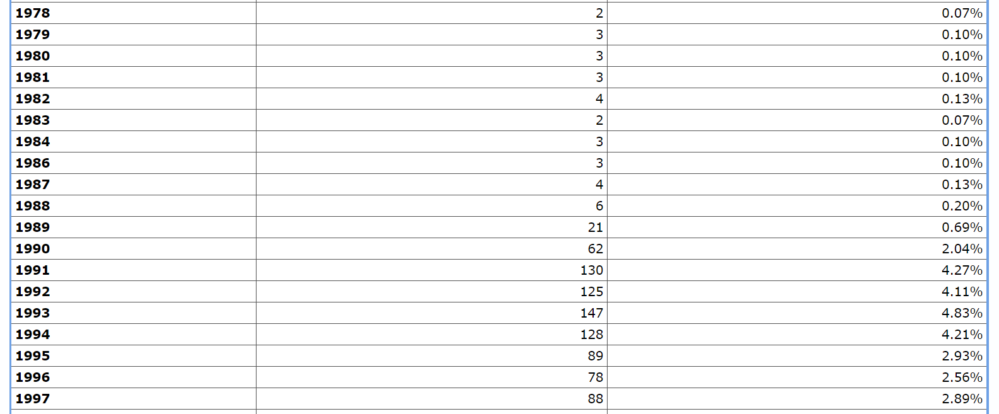 1978 2 0.07%
1979 3 0.10%
1980 3 0.10%
1981 3 0.10%
1982 4 0.13%
1983 2 0.07%
1984 3 0.10%
1986 3 0.10%
1987 4 0.13%
1988 6 0.20%
1989 21 0.69%
1990 62 2.04%
1991 130 4.27%
1992 125 4.11%
1993 147 4.83%
1994 128 4.21%
1995 89 2.93%
1996 78 2.56%
1997 88 2.89%